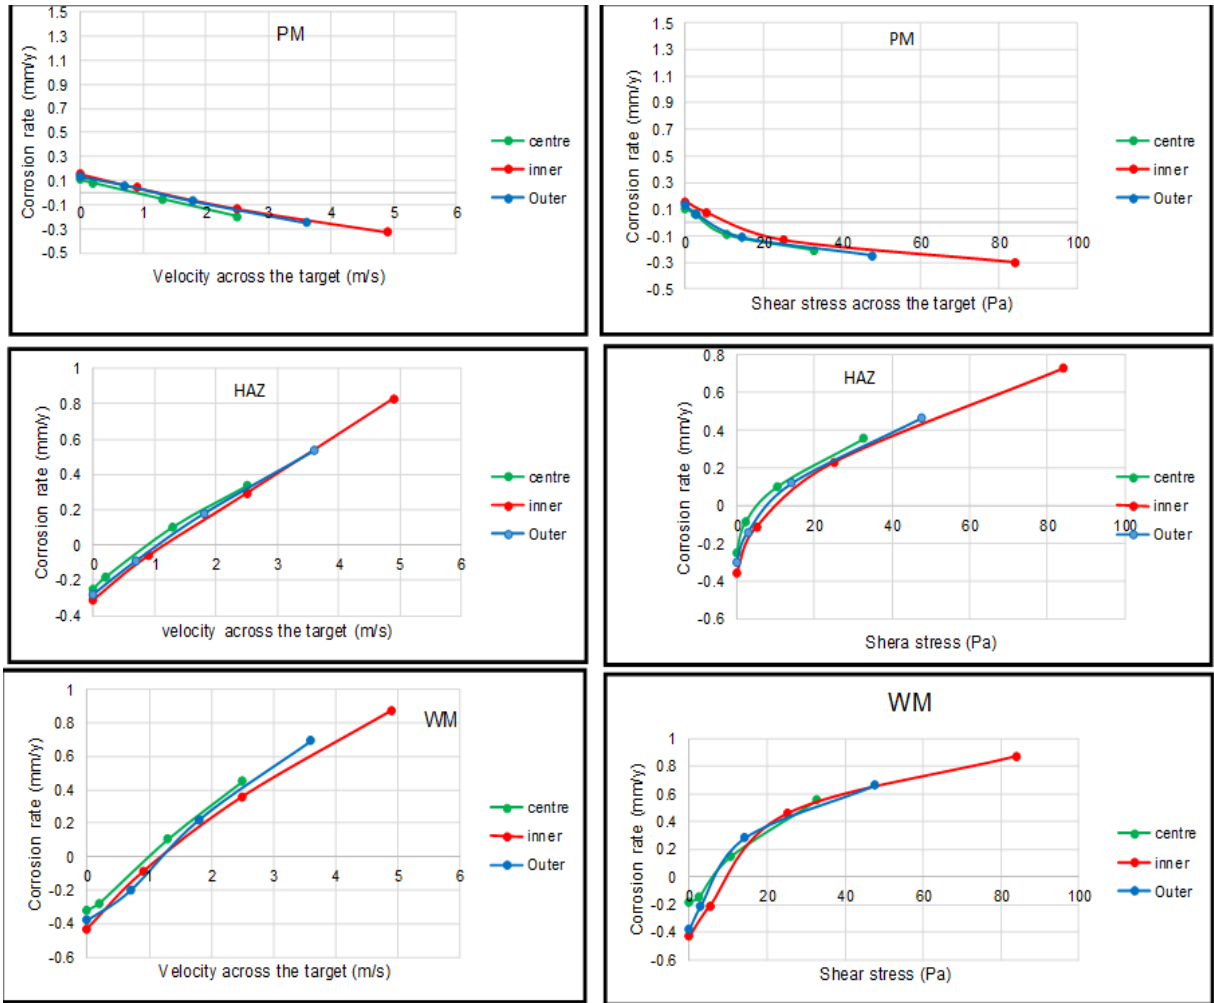 PM
Corrosion rate (mm/y)
1.5
1.3
1.1
0.9
0.7
0.5
0.3
0.1
-0.1
-0.3
-0.5
0 1 2 3 4 5 6
Velocity across the target (m/s)
centre
inner
Outer
PM
Corrosion rate (mm/y)
1.5
1.3
1.1
0.9
0.7
0.5
0.3
0.1
-0.1
-0.3
-0.5
0 20 40 60 80 100
Shear stress across the target (Pa)
centre
inner
Outer
HAZ
Corrosion rate (mm/y)
1
0.8
0.6
0.4
0.2
0
-0.2
-0.4
0 1 2 3 4 5 6
velocity across the target (m/s)
centre
inner
Outer
HAZ
Corrosion rate (mm/y)
0.8
0.6
0.4
0.2
0
-0.2
-0.4
-0.6
0 20 40 60 80 100
Shera stress (Pa)
centre
inner
Outer
WM
Corrosion rate (mm/y)
1
0.8
0.6
0.4
0.2
0
-0.2
-0.4
-0.6
0 1 2 3 4 5 6
Velocity across the target (m/s)
centre
inner
Outer
WM
Corrosion rate (mm/y)
1
0.8
0.6
0.4
0.2
0
-0.2
-0.4
-0.6
0 20 40 60 80 100
Shear stress (Pa)
centre
inner
Outer